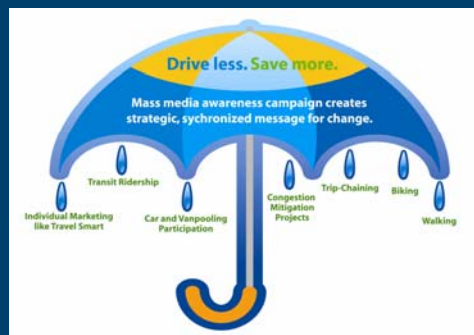 Drive less. Save more.
Mass media awareness campaign creates
strategic, sychronized message for change.
Individual Marketing
like Travel Smart
Transit Ridership
Car and Vanpooling
Participation
Congestion
Mitigation
Projects
Trip-Chaining
Biking
Walking